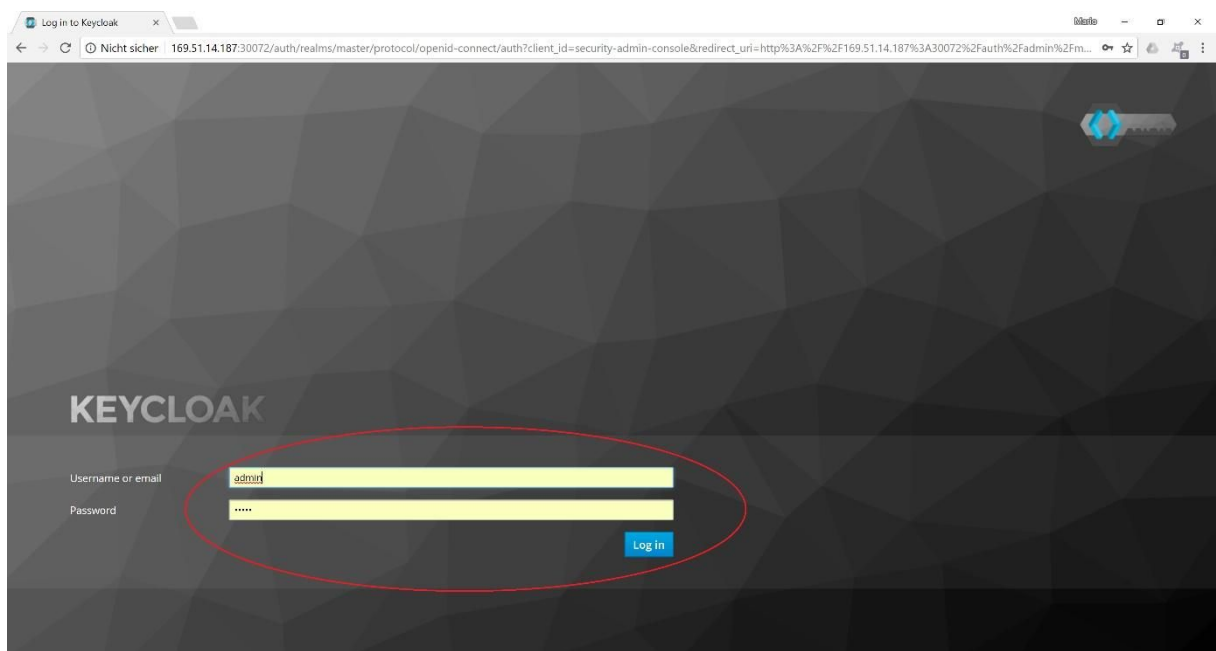 Log in to Keycloak
Mario
Nicht sicher 169.51.14.187:30072/auth/realms/master/protocol/openid-connect/auth?client_id=security-admin-console&redirect_uri=http%3A%2F%2F169.51.14.187%3A30072%2Fauth%2Fadmin%2Fm...
KEYCLOAK
Username or email admin
Password •••••
Log in